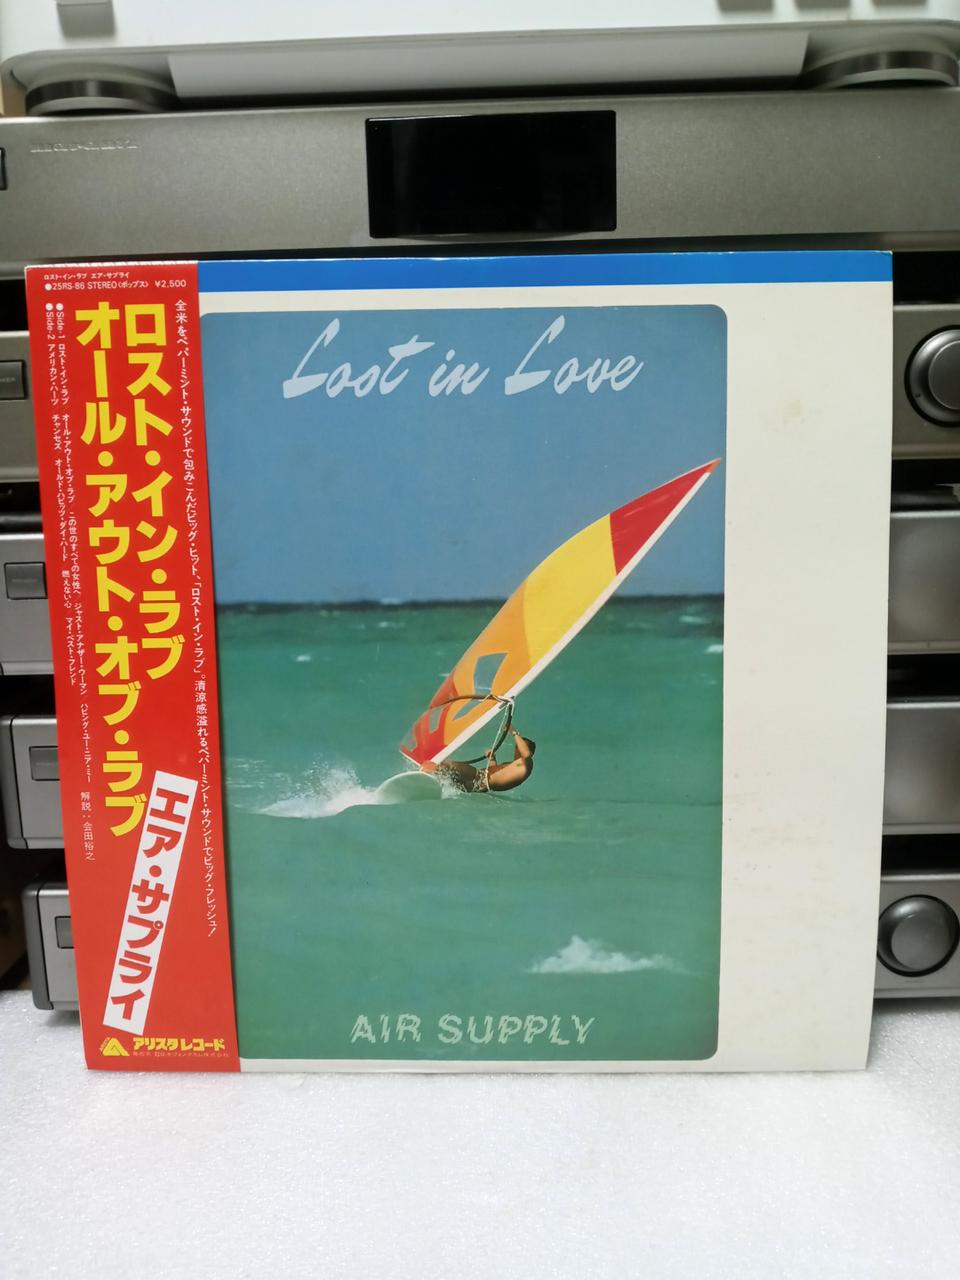 marantz
ロスト・イン・ラブ エア・サプライ
●25RS-86 STEREO〈ポップス〉 ¥2,500
全米をペパーミント・サウンドで包みこんだビッグ・ヒット、「ロスト・イン・ラブ」。清涼感溢れるペパーミント・サウンドでビッグ・フレッシュ!
ロスト・イン・ラブ
オール・アウト・オブ・ラブ
●Side-1 ロスト・イン・ラブ オール・アウト・オブ・ラブ この世のすべての女性へ ジャスト・アナザー・ウーマン ハビング・ユー・ニア・ミー
●Side-2 アメリカン・ハーツ チャンセズ オールド・ハビッツ・ダイ・ハード 燃えない心 マイ・ベスト・フレンド
解説:会田裕之
エア・サプライ
アリスタレコード
Lost in Love
AIR SUPPLY